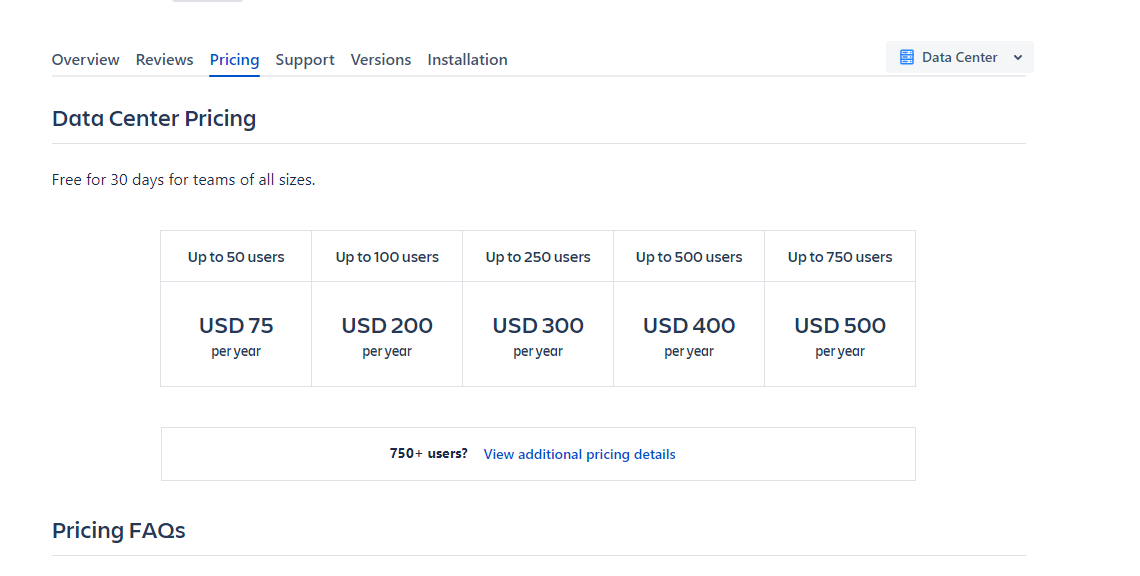 Overview Reviews Pricing Support Versions Installation Data Center
Data Center Pricing
Free for 30 days for teams of all sizes.
Up to 50 users Up to 100 users Up to 250 users Up to 500 users Up to 750 users
USD 75 USD 200 USD 300 USD 400 USD 500
per year per year per year per year per year
750+ users? View additional pricing details
Pricing FAQs